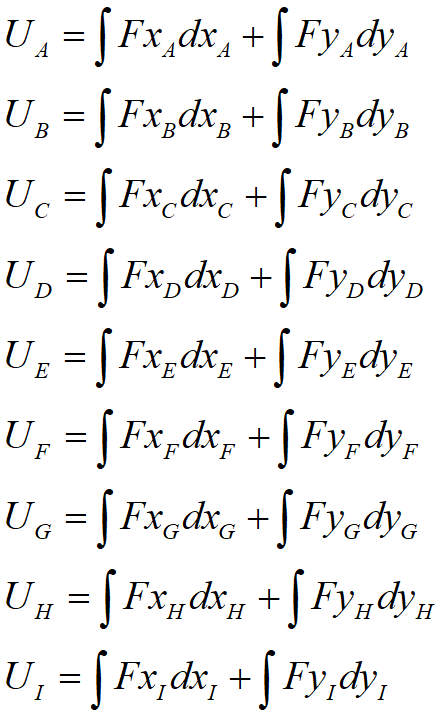 U_A = ∫Fx_A dx_A + ∫Fy_A dy_A
U_B = ∫Fx_B dx_B + ∫Fy_B dy_B
U_C = ∫Fx_C dx_C + ∫Fy_C dy_C
U_D = ∫Fx_D dx_D + ∫Fy_D dy_D
U_E = ∫Fx_E dx_E + ∫Fy_E dy_E
U_F = ∫Fx_F dx_F + ∫Fy_F dy_F
U_G = ∫Fx_G dx_G + ∫Fy_G dy_G
U_H = ∫Fx_H dx_H + ∫Fy_H dy_H
U_I = ∫Fx_I dx_I + ∫Fy_I dy_I